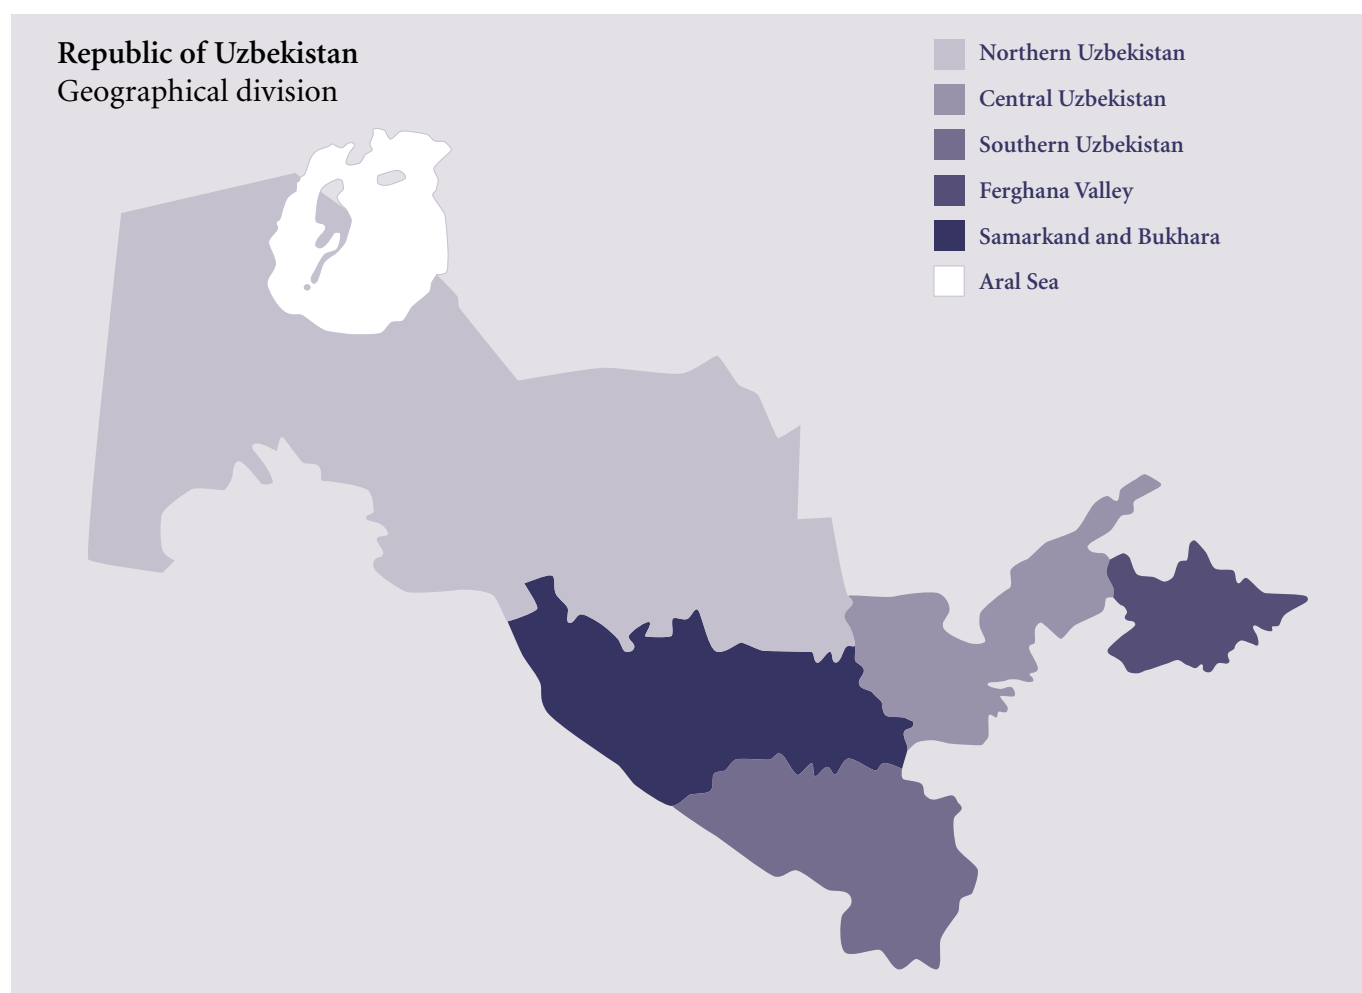 Republic of Uzbekistan
Geographical division
Northern Uzbekistan
Central Uzbekistan
Southern Uzbekistan
Ferghana Valley
Samarkand and Bukhara
Aral Sea